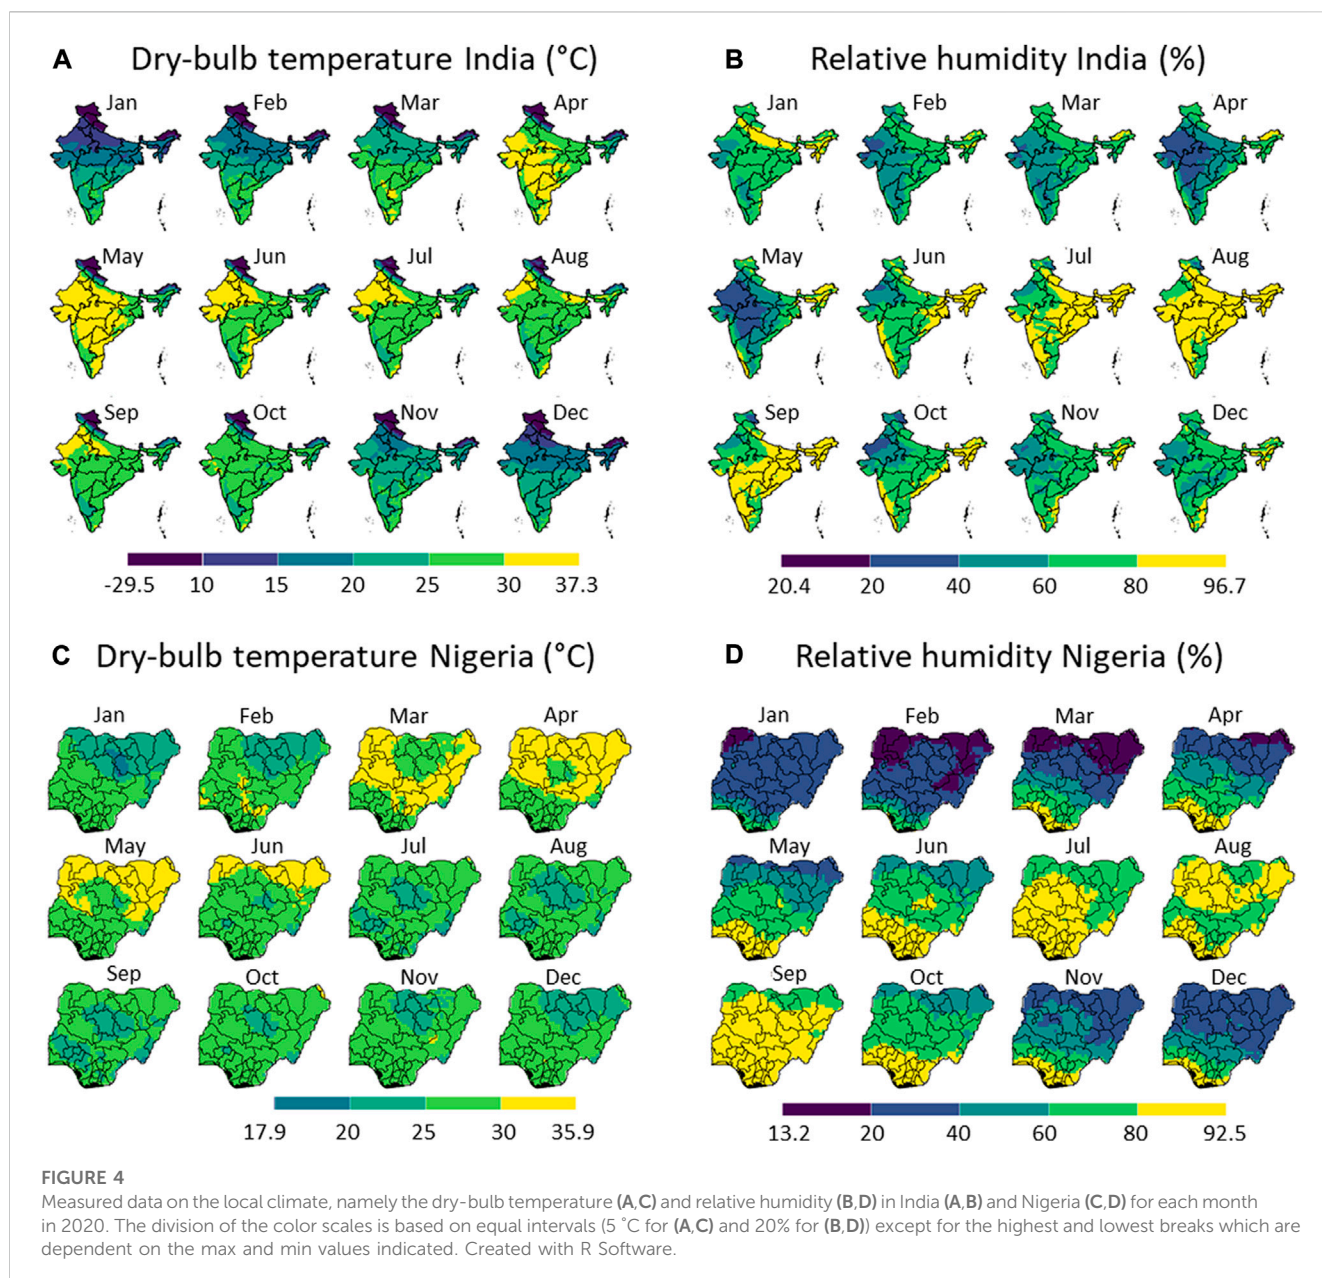 A Dry-bulb temperature India (°C)
Jan Feb Mar Apr
May Jun Jul Aug
Sep Oct Nov Dec
-29.5 10 15 20 25 30 37.3
B Relative humidity India (%)
Jan Feb Mar Apr
May Jun Jul Aug
Sep Oct Nov Dec
20.4 20 40 60 80 96.7
C Dry-bulb temperature Nigeria (°C)
Jan Feb Mar Apr
May Jun Jul Aug
Sep Oct Nov Dec
17.9 20 25 30 35.9
D Relative humidity Nigeria (%)
Jan Feb Mar Apr
May Jun Jul Aug
Sep Oct Nov Dec
13.2 20 40 60 80 92.5
FIGURE 4
Measured data on the local climate, namely the dry-bulb temperature (A,C) and relative humidity (B,D) in India (A,B) and Nigeria (C,D) for each month
in 2020. The division of the color scales is based on equal intervals (5 °C for (A,C) and 20% for (B,D)) except for the highest and lowest breaks which are
dependent on the max and min values indicated. Created with R Software.